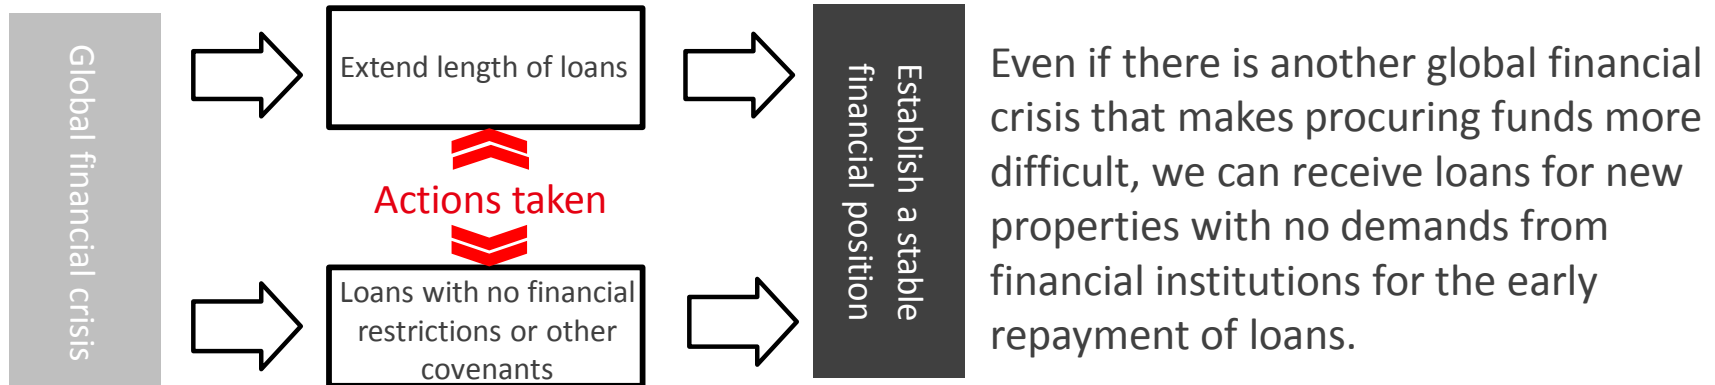 Global financial crisis
Extend length of loans
Actions taken
Loans with no financial
restrictions or other
covenants
Establish a stable
financial position
Even if there is another global financial
crisis that makes procuring funds more
difficult, we can receive loans for new
properties with no demands from
financial institutions for the early
repayment of loans.